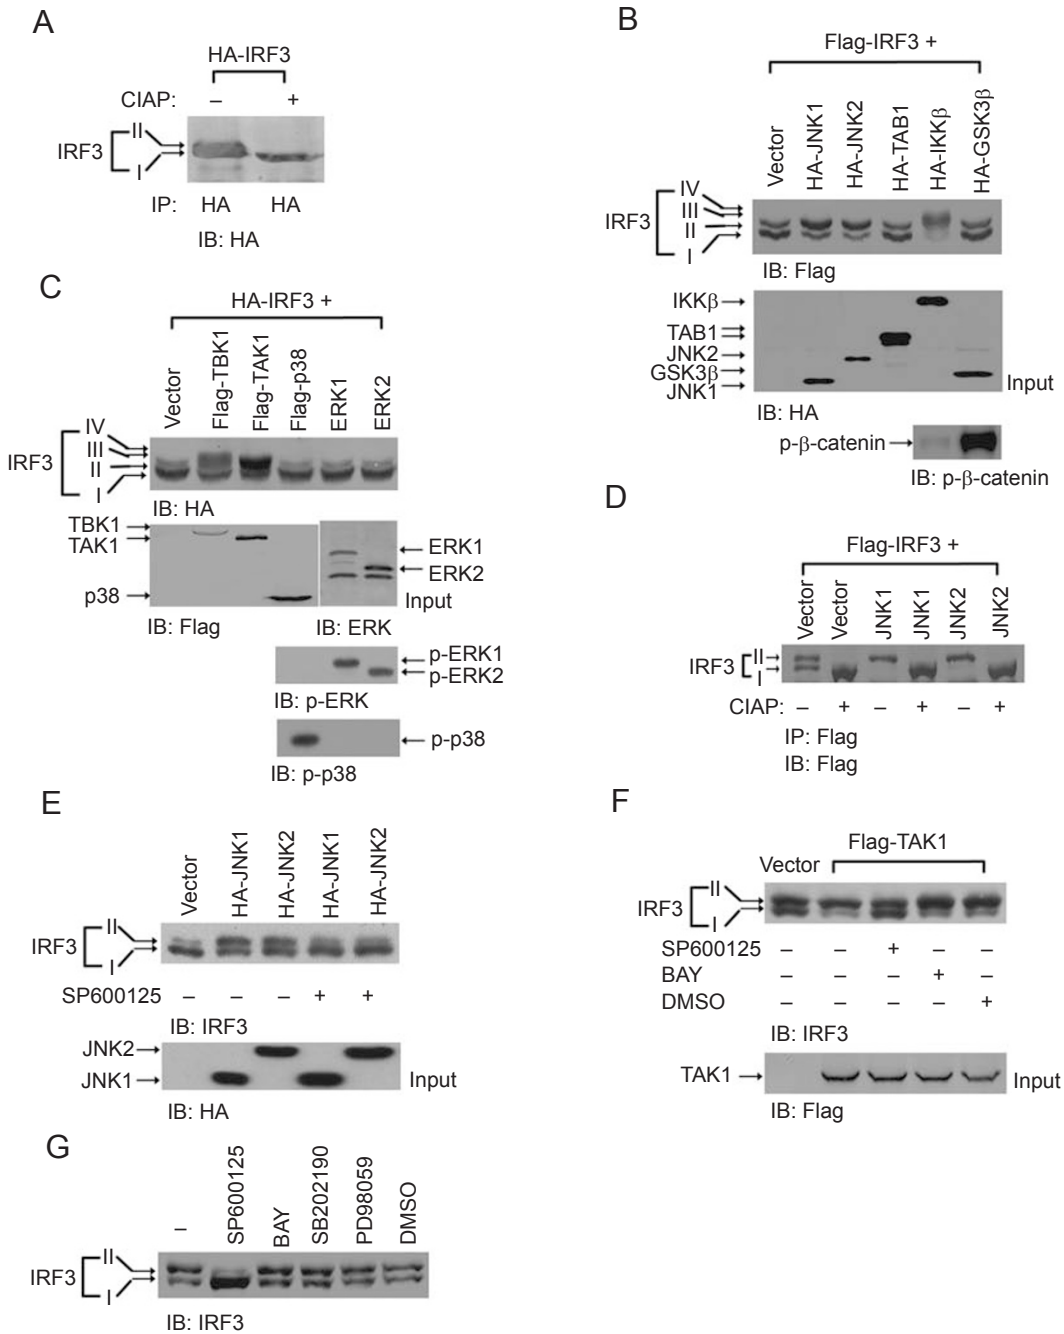 A
HA-IRF3
CIAP: – +
IRF3
II
I
IP: HA HA
IB: HA
B
Flag-IRF3 +
Vector
HA-JNK1
HA-JNK2
HA-TAB1
HA-IKKβ
HA-GSK3β
IRF3
IV
III
II
I
IB: Flag
IKKβ
TAB1
JNK2
GSK3β
JNK1
Input
IB: HA
p-β-catenin
IB: p-β-catenin
C
HA-IRF3 +
Vector
Flag-TBK1
Flag-TAK1
Flag-p38
ERK1
ERK2
IRF3
IV
III
II
I
IB: HA
TBK1
TAK1
p38
ERK1
ERK2
Input
IB: Flag
IB: ERK
p-ERK1
p-ERK2
IB: p-ERK
p-p38
IB: p-p38
D
Flag-IRF3 +
Vector
Vector
JNK1
JNK1
JNK2
JNK2
IRF3
II
I
CIAP: – + – + – +
IP: Flag
IB: Flag
E
Vector
HA-JNK1
HA-JNK2
HA-JNK1
HA-JNK2
IRF3
II
I
SP600125 – – – + +
IB: IRF3
JNK2
JNK1
Input
IB: HA
F
Flag-TAK1
Vector
IRF3
II
I
SP600125 – – + – –
BAY – – – + –
DMSO – – – – +
IB: IRF3
TAK1
Input
IB: Flag
G
–
SP600125
BAY
SB202190
PD98059
DMSO
IRF3
II
I
IB: IRF3